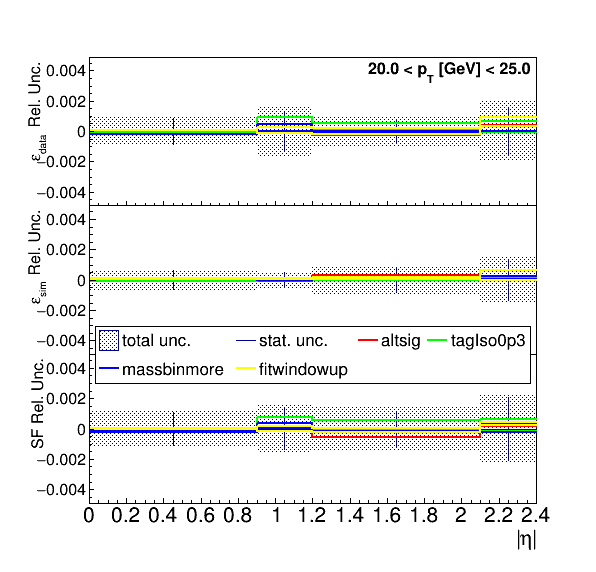 20.0 < p_T [GeV] < 25.0
ε_data Rel. Unc.
0.004
0.002
0
−0.002
−0.004
ε_sim Rel. Unc.
0.004
0.002
0
−0.002
−0.004
total unc. stat. unc. altsig tagIso0p3
massbinmore fitwindowup
SF Rel. Unc.
0.004
0.002
0
−0.002
−0.004
0 0.2 0.4 0.6 0.8 1 1.2 1.4 1.6 1.8 2 2.2 2.4
|η|